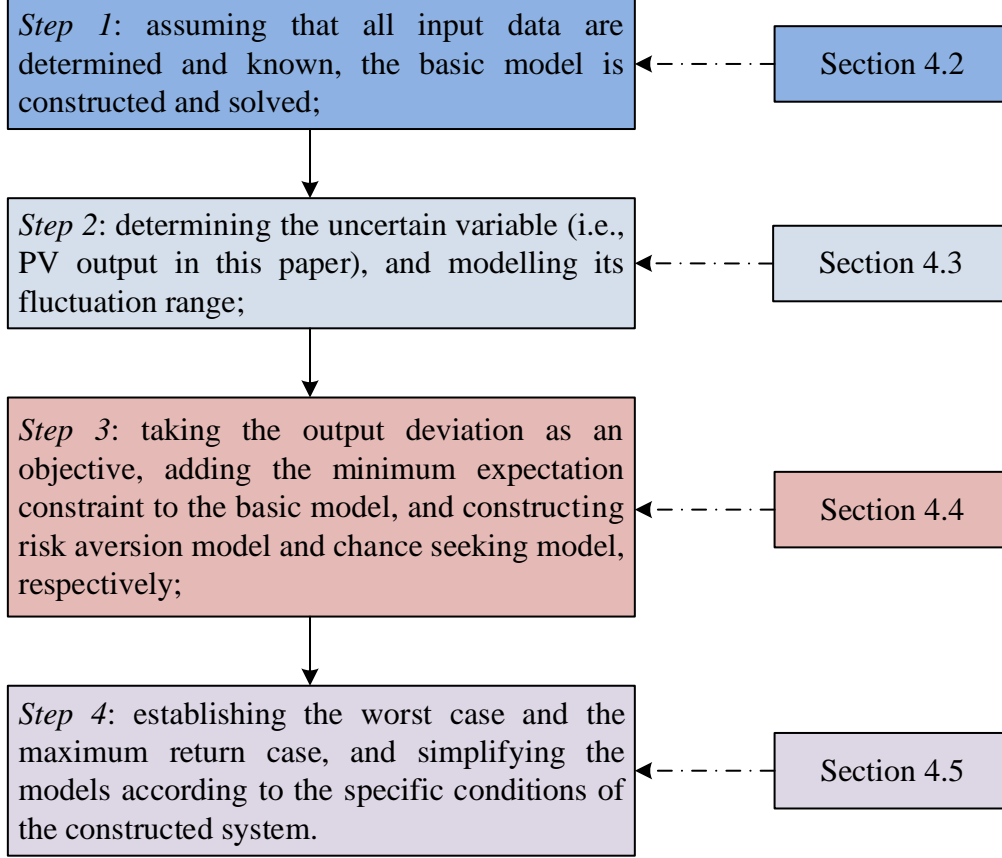 Step 1: assuming that all input data are
determined and known, the basic model is
constructed and solved;
Section 4.2
Step 2: determining the uncertain variable (i.e.,
PV output in this paper), and modelling its
fluctuation range;
Section 4.3
Step 3: taking the output deviation as an
objective, adding the minimum expectation
constraint to the basic model, and constructing
risk aversion model and chance seeking model,
respectively;
Section 4.4
Step 4: establishing the worst case and the
maximum return case, and simplifying the
models according to the specific conditions of
the constructed system.
Section 4.5